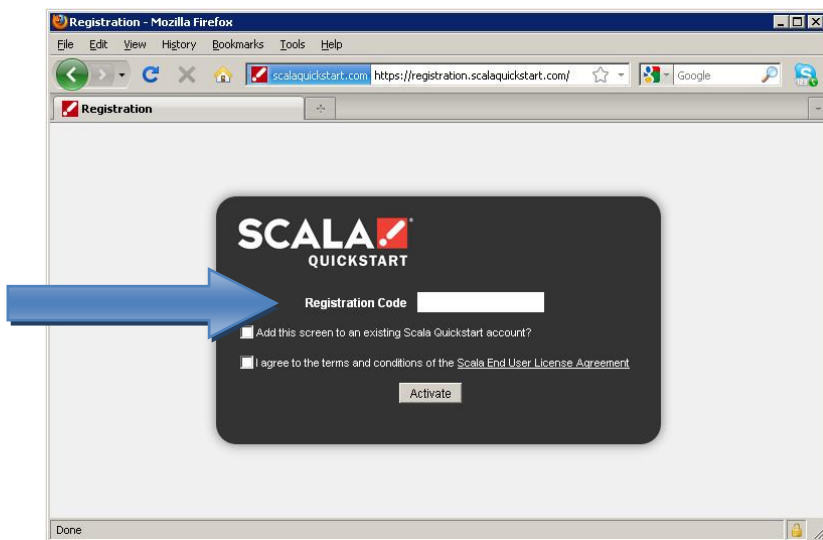 Registration - Mozilla Firefox
File Edit View History Bookmarks Tools Help
scalaquickstart.com https://registration.scalaquickstart.com/ Google
Registration
SCALA
QUICKSTART
Registration Code
Add this screen to an existing Scala Quickstart account?
I agree to the terms and conditions of the Scala End User License Agreement
Activate
Done